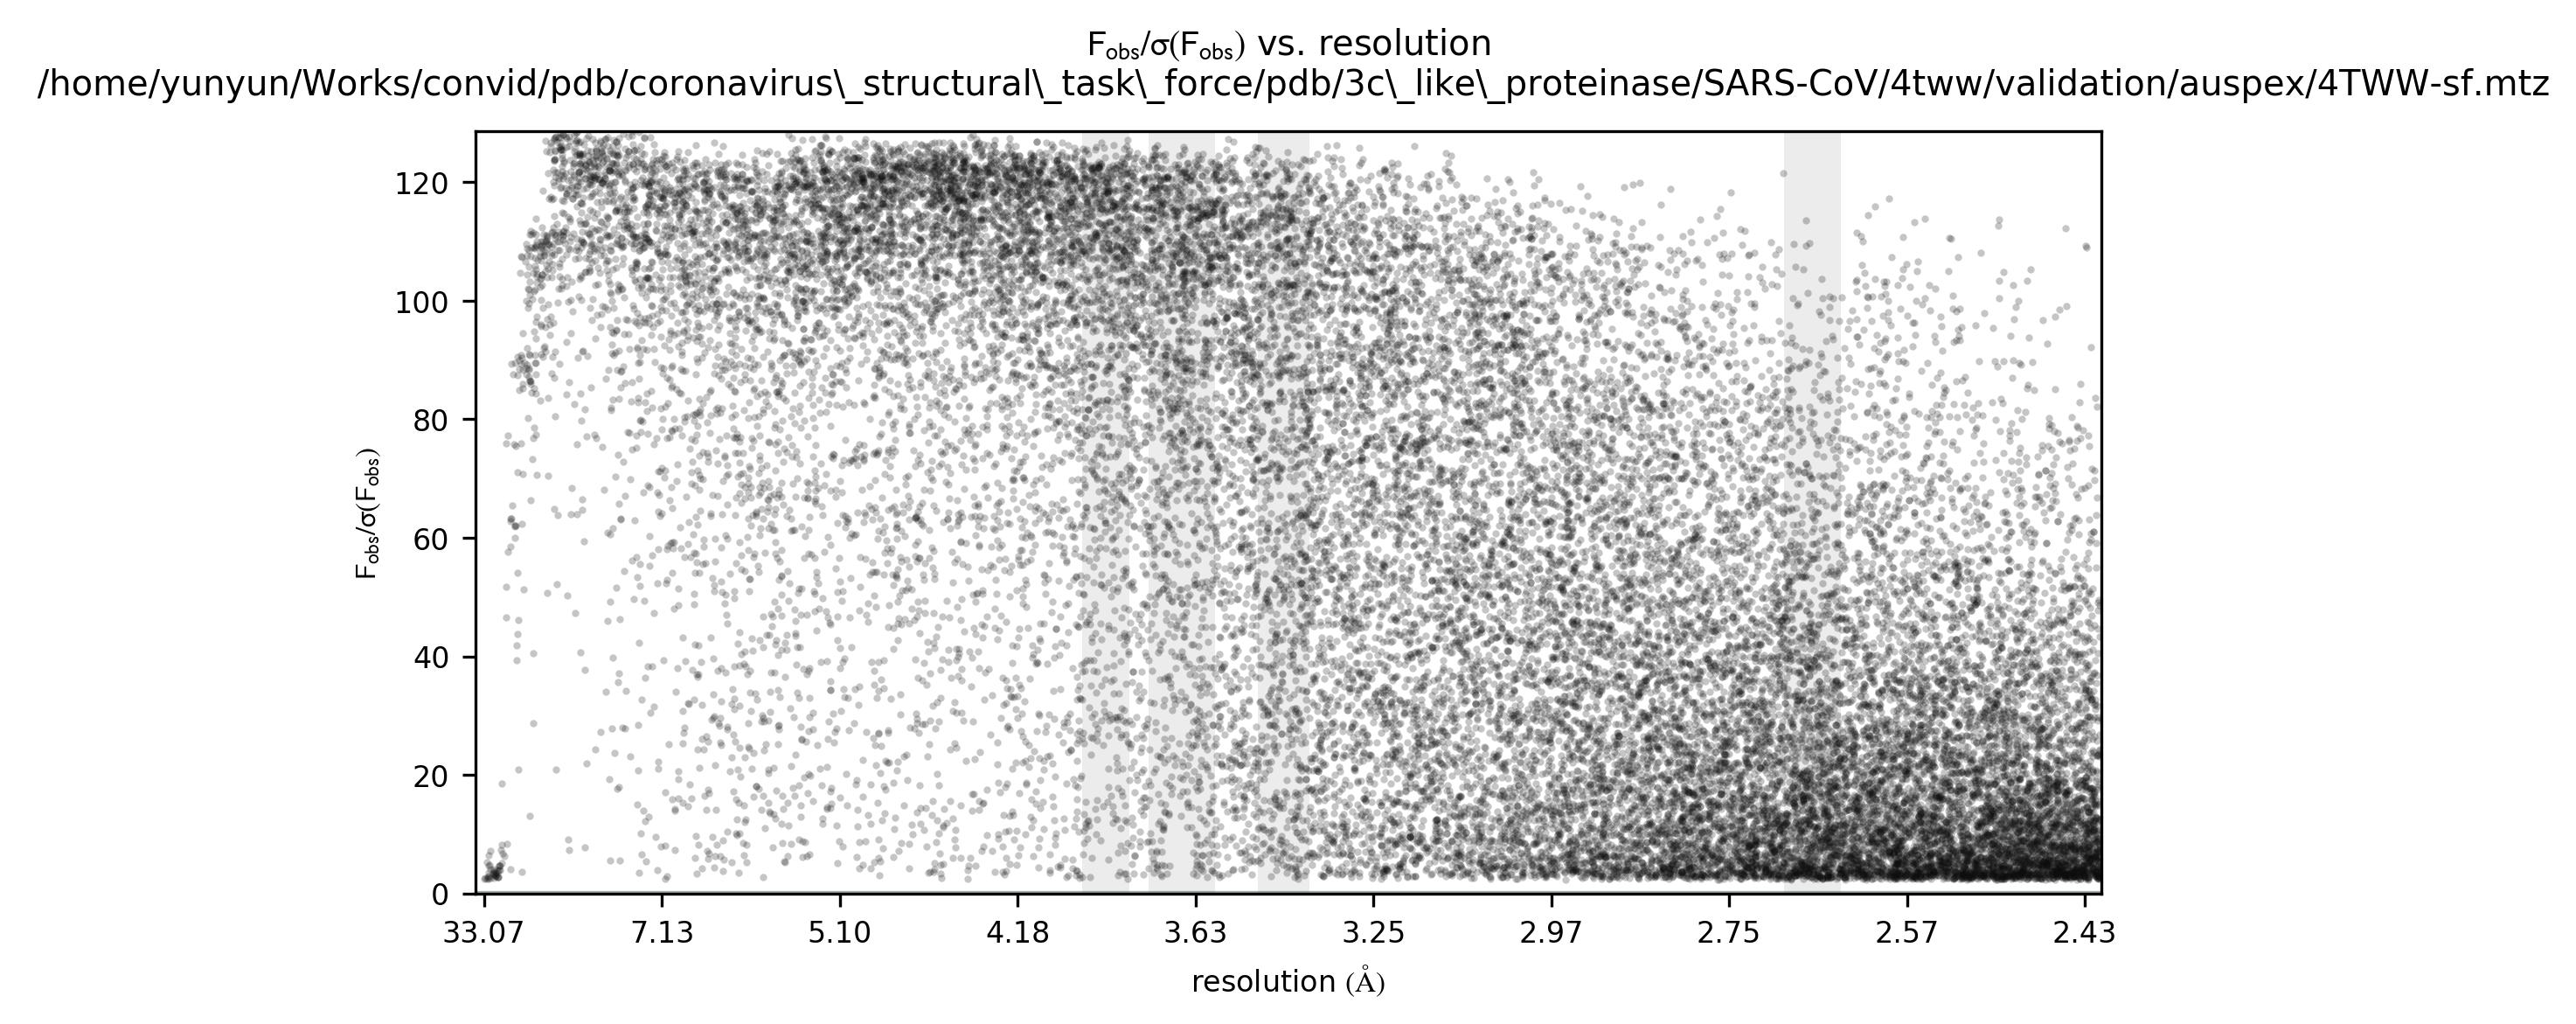 Fobs/σ(Fobs) vs. resolution
/home/yunyun/Works/convid/pdb/coronavirus\_structural\_task\_force/pdb/3c\_like\_proteinase/SARS-CoV/4tww/validation/auspex/4TWW-sf.mtz
Fobs/σ(Fobs)
120
100
80
60
40
20
0
33.07 7.13 5.10 4.18 3.63 3.25 2.97 2.75 2.57 2.43
resolution (Å)